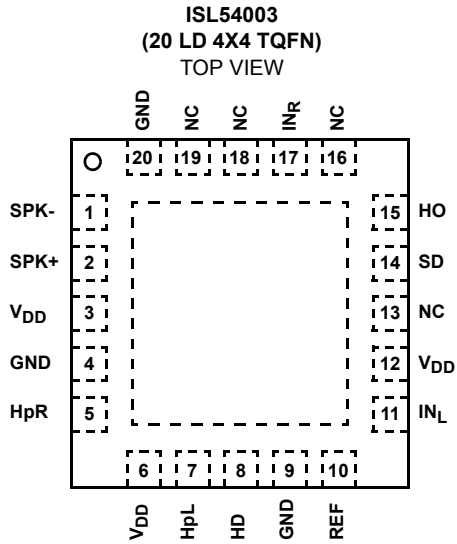 ISL54003
(20 LD 4X4 TQFN)
TOP VIEW
GND NC NC INR NC
20 19 18 17 16
SPK- 1 15 HO
SPK+ 2 14 SD
VDD 3 13 NC
GND 4 12 VDD
HpR 5 11 INL
6 7 8 9 10
VDD HpL HD GND REF